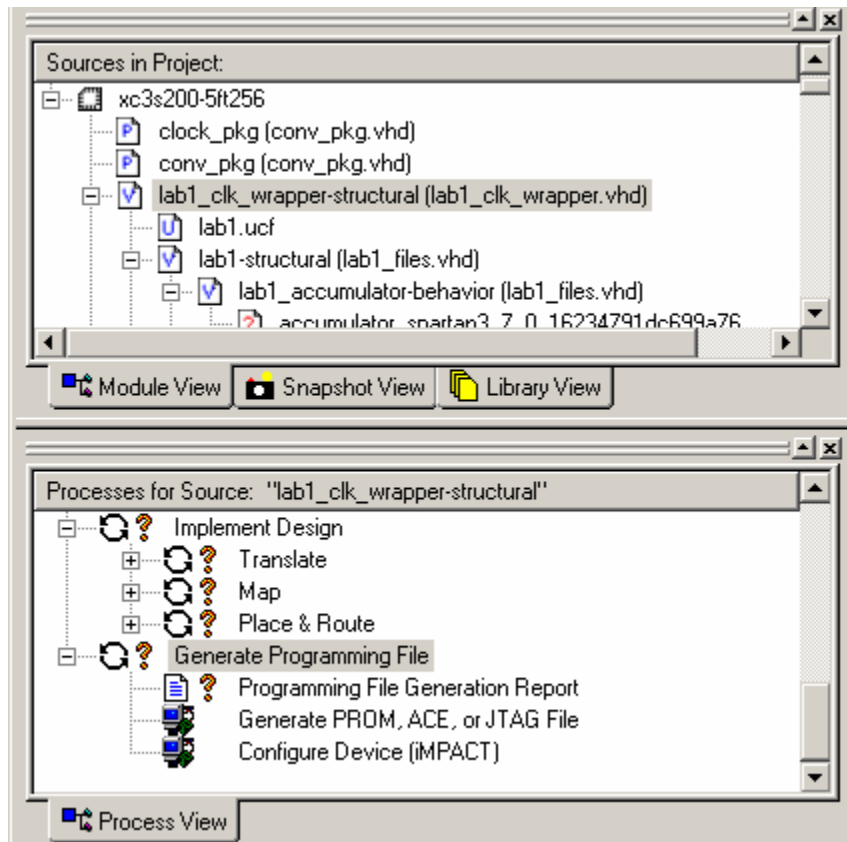 Sources in Project:
xc3s200-5ft256
clock_pkg (conv_pkg.vhd)
conv_pkg (conv_pkg.vhd)
lab1_clk_wrapper-structural (lab1_clk_wrapper.vhd)
lab1.ucf
lab1-structural (lab1_files.vhd)
lab1_accumulator-behavior (lab1_files.vhd)
accumulator_spartan3_7_0_16234791dc699a76
Module View Snapshot View Library View
Processes for Source: "lab1_clk_wrapper-structural"
Implement Design
Translate
Map
Place & Route
Generate Programming File
Programming File Generation Report
Generate PROM, ACE, or JTAG File
Configure Device (iMPACT)
Process View